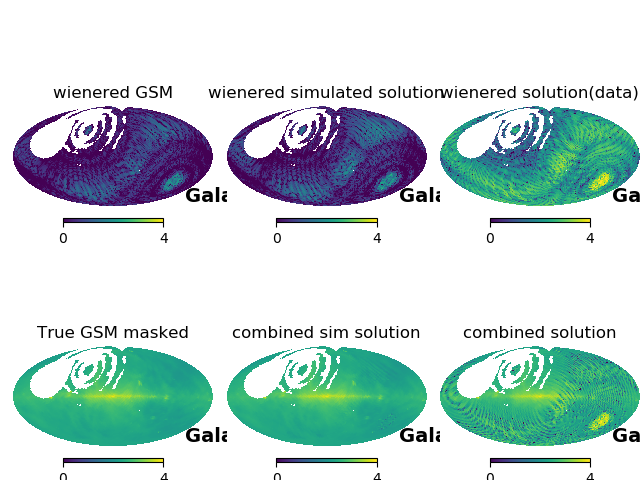 wienered GSM
wienered simulated solution
wienered solution(data)
Gala
Gala
Ga
0 4
0 4
0 4
True GSM masked
combined sim solution
combined solution
Gala
Gala
Ga
0 4
0 4
0 4